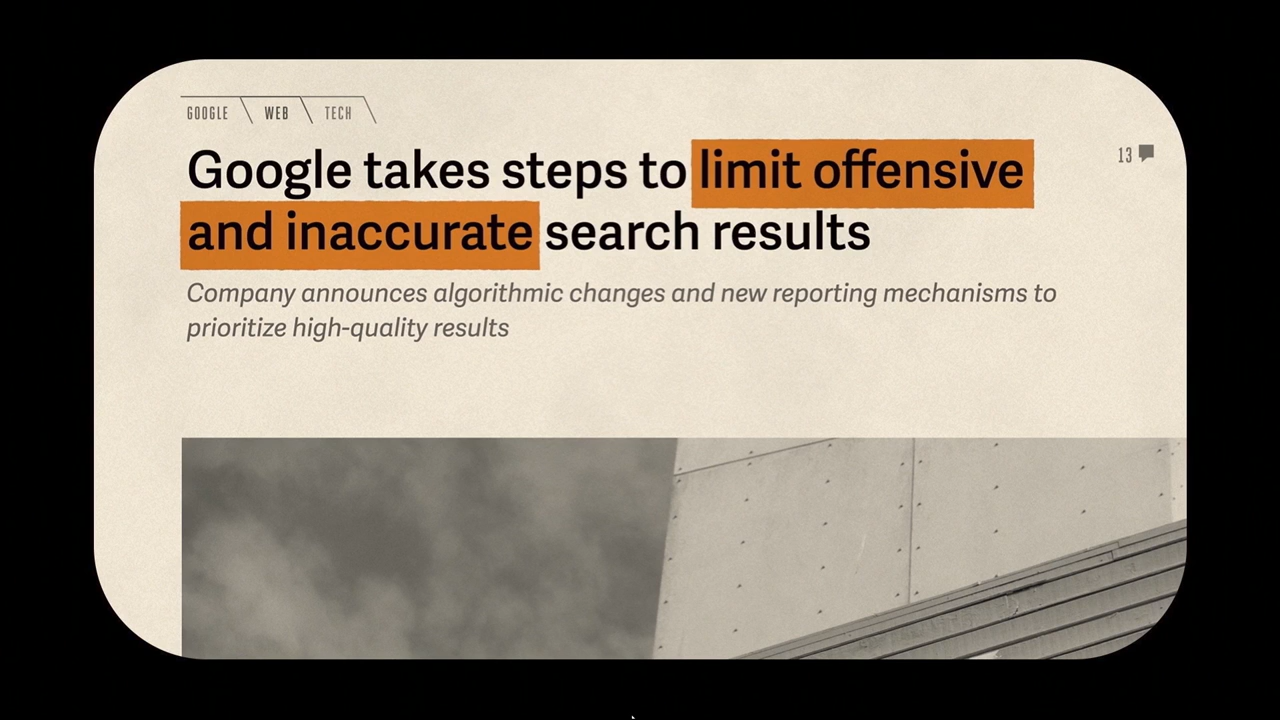 GOOGLE WEB TECH
Google takes steps to limit offensive
13
and inaccurate search results
Company announces algorithmic changes and new reporting mechanisms to
prioritize high-quality results